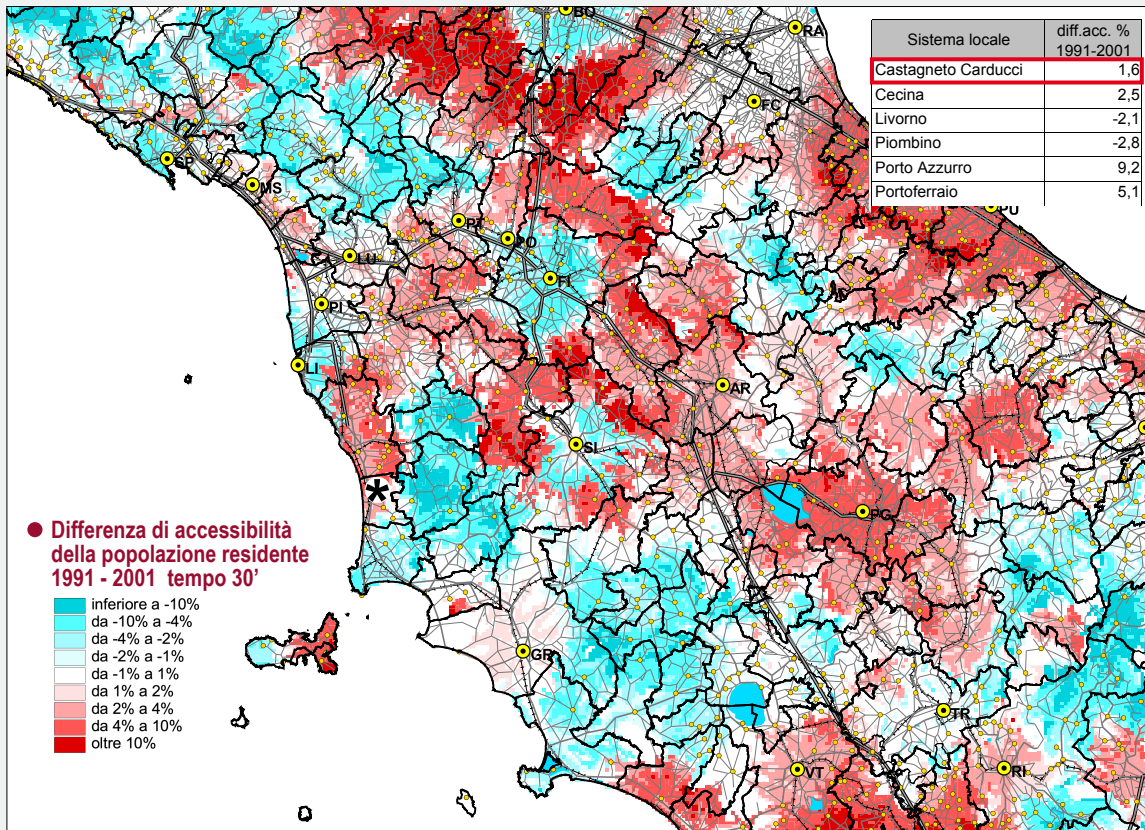 BO
RA
FC
SP
MS
PT
PO
PU
LU
FI
PI
LI
AR
SI
*
PG
GR
TR
VT
RI
Sistema locale diff.acc. % 1991-2001
Castagneto Carducci 1,6
Cecina 2,5
Livorno -2,1
Piombino -2,8
Porto Azzurro 9,2
Portoferraio 5,1
Differenza di accessibilità
della popolazione residente
1991 - 2001 tempo 30'
inferiore a -10%
da -10% a -4%
da -4% a -2%
da -2% a -1%
da -1% a 1%
da 1% a 2%
da 2% a 4%
da 4% a 10%
oltre 10%